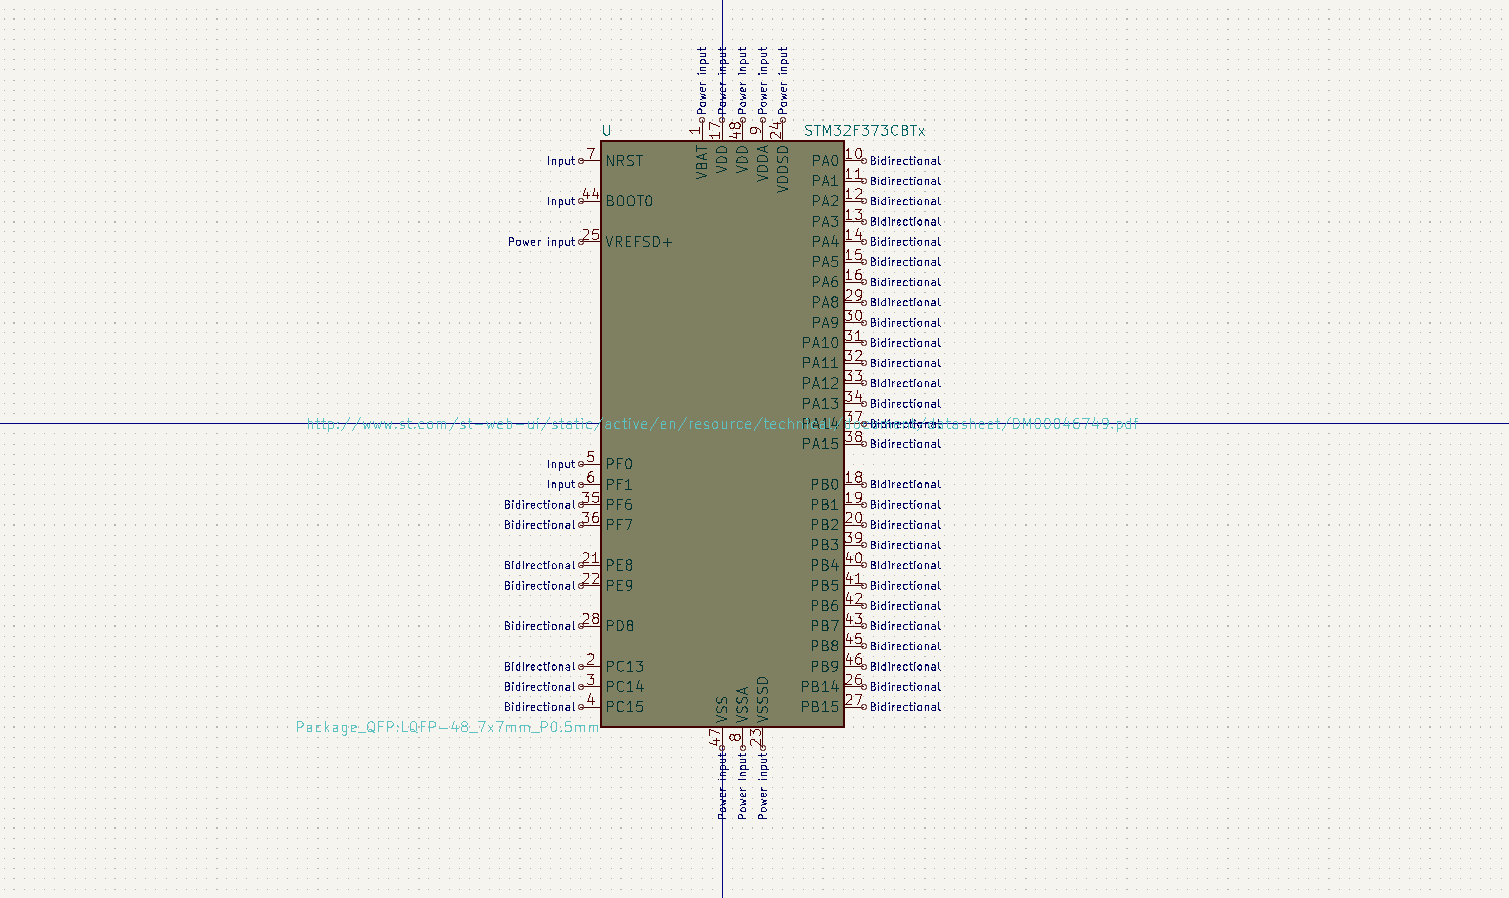 Power input Power input Power input Power input Power input
1 17 48 9 24
U STM32F373CBTx
VBAT VDD VDD VDDA VDDSD
Input 7 NRST PA0 10 Bidirectional
PA1 11 Bidirectional
Input 44 BOOT0 PA2 12 Bidirectional
PA3 13 Bidirectional
Power input 25 VREFSD+ PA4 14 Bidirectional
PA5 15 Bidirectional
PA6 16 Bidirectional
PA8 29 Bidirectional
PA9 30 Bidirectional
PA10 31 Bidirectional
PA11 32 Bidirectional
PA12 33 Bidirectional
PA13 34 Bidirectional
PA14 37 Bidirectional
http://www.st.com/st-web-ui/static/active/en/resource/technical/document/datasheet/DM00046749.pdf
PA15 38 Bidirectional
Input 5 PF0
Input 6 PF1 PB0 18 Bidirectional
Bidirectional 35 PF6 PB1 19 Bidirectional
Bidirectional 36 PF7 PB2 20 Bidirectional
PB3 39 Bidirectional
Bidirectional 21 PE8 PB4 40 Bidirectional
Bidirectional 22 PE9 PB5 41 Bidirectional
PB6 42 Bidirectional
Bidirectional 28 PD8 PB7 43 Bidirectional
PB8 45 Bidirectional
Bidirectional 2 PC13 PB9 46 Bidirectional
Bidirectional 3 PC14 PB14 26 Bidirectional
Bidirectional 4 PC15 PB15 27 Bidirectional
VSS VSSA VSSSD
Package_QFP:LQFP-48_7x7mm_P0.5mm
47 8 23
Power input Power input Power input